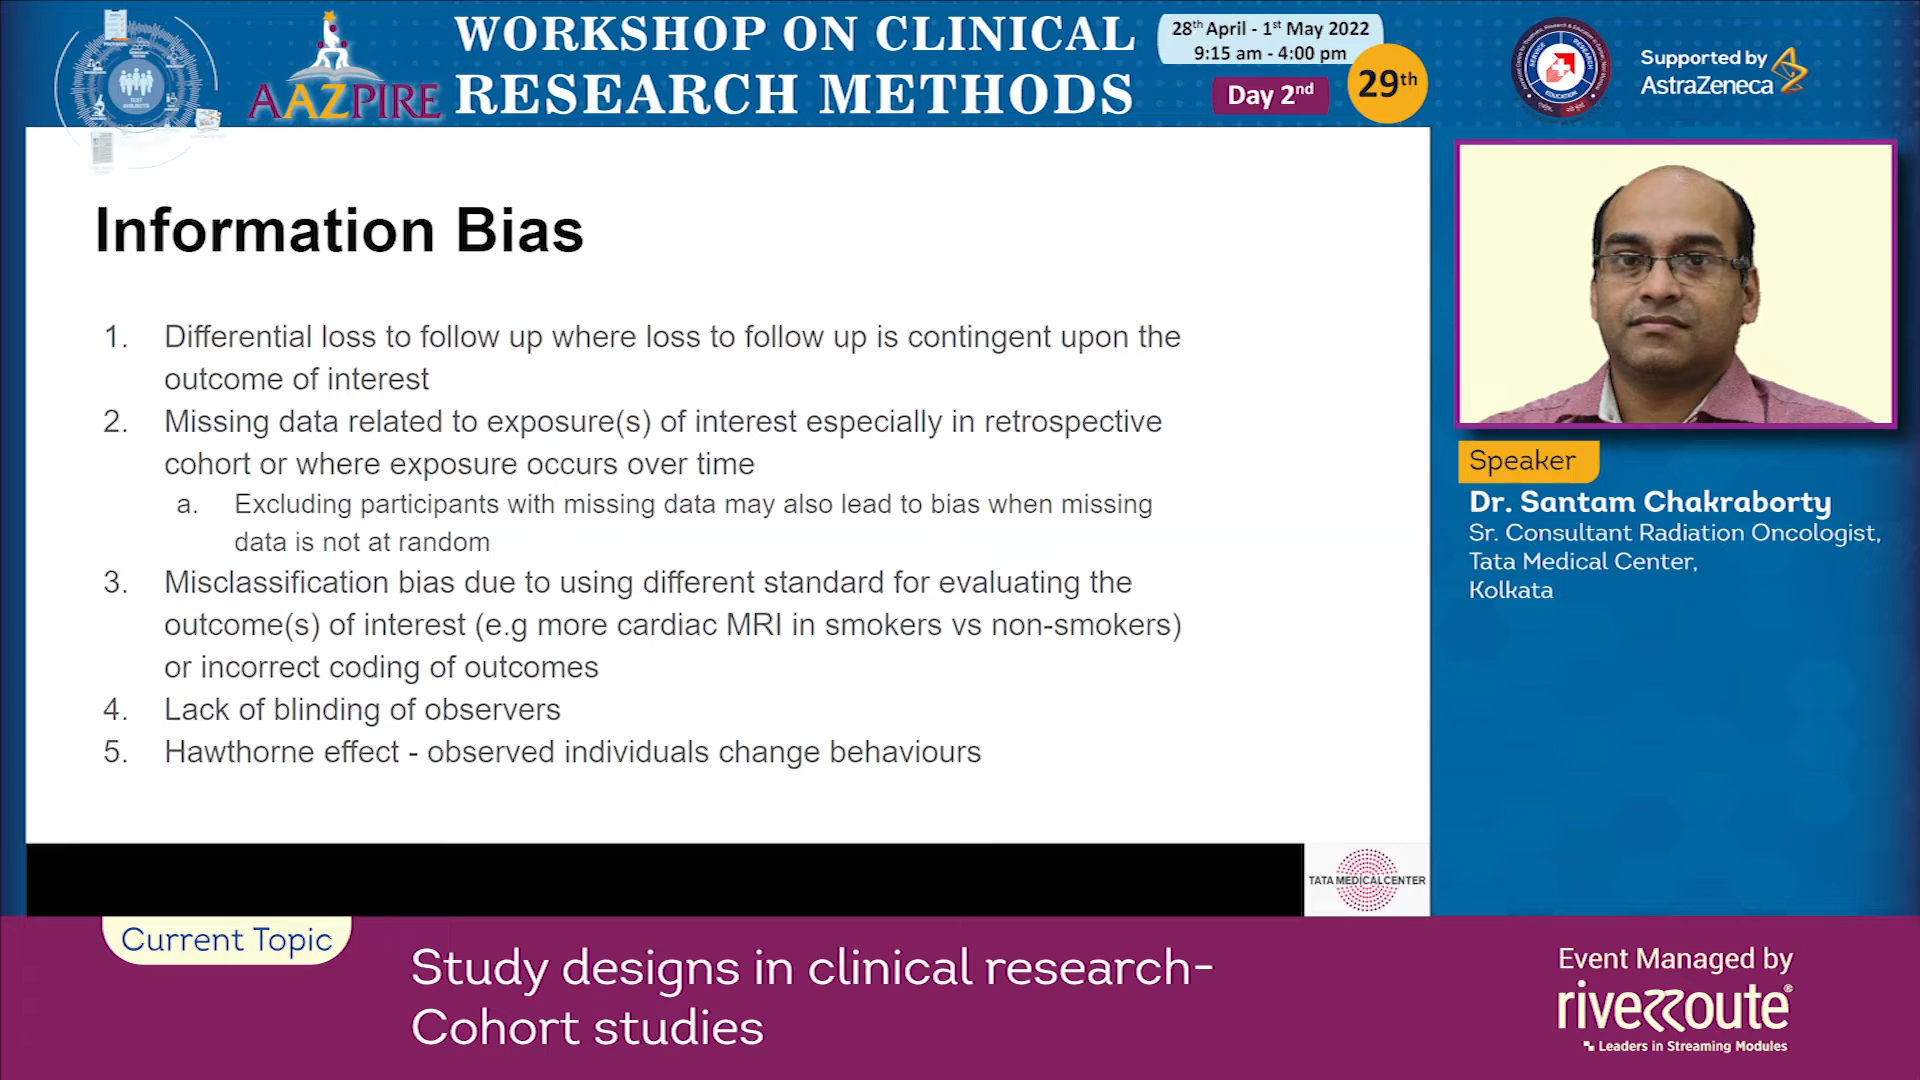 AAZPIRE
WORKSHOP ON CLINICAL
RESEARCH METHODS
28th April - 1st May 2022
9:15 am - 4:00 pm
Day 2nd
29th
Supported by
AstraZeneca
Information Bias
1. Differential loss to follow up where loss to follow up is contingent upon the
outcome of interest
2. Missing data related to exposure(s) of interest especially in retrospective
cohort or where exposure occurs over time
a. Excluding participants with missing data may also lead to bias when missing
data is not at random
3. Misclassification bias due to using different standard for evaluating the
outcome(s) of interest (e.g more cardiac MRI in smokers vs non-smokers)
or incorrect coding of outcomes
4. Lack of blinding of observers
5. Hawthorne effect - observed individuals change behaviours
TATA MEDICAL CENTER
Speaker
Dr. Santam Chakraborty
Sr. Consultant Radiation Oncologist,
Tata Medical Center,
Kolkata
Current Topic
Study designs in clinical research-
Cohort studies
Event Managed by
riverroute
Leaders in Streaming Modules